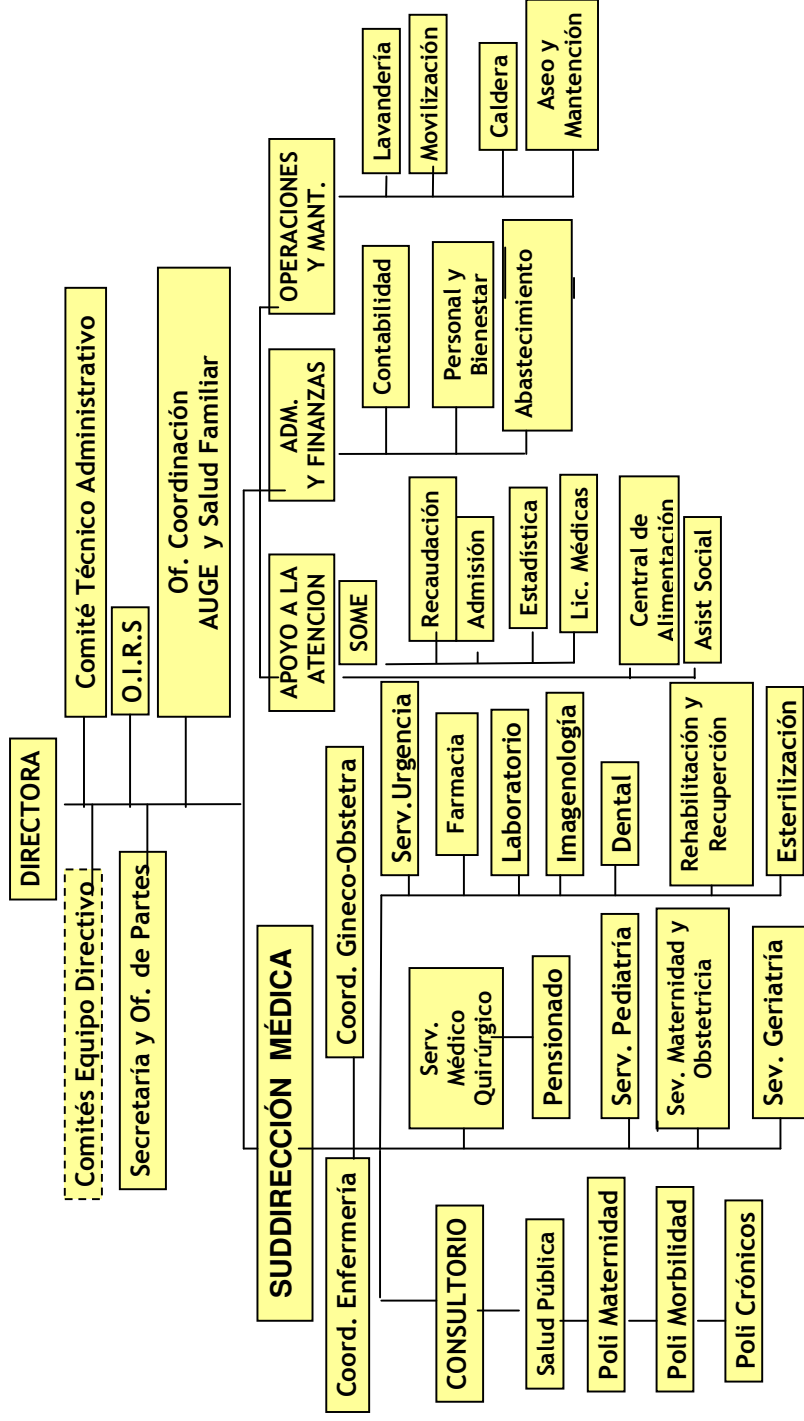 DIRECTORA
Comités Equipo Directivo
Comité Técnico Administrativo
O.I.R.S
Secretaría y Of. de Partes
Of. Coordinación
AUGE y Salud Familiar
SUDDIRECCIÓN MÉDICA
Coord. Enfermería
Coord. Gineco-Obstetra
CONSULTORIO
Salud Pública
Poli Maternidad
Poli Morbilidad
Poli Crónicos
Serv.
Médico
Quirúrgico
Pensionado
Serv. Pediatría
Sev. Maternidad y
Obstetricia
Sev. Geriatría
Serv.Urgencia
Farmacia
Laboratorio
Imagenología
Dental
Rehabilitación y
Recuperción
Esterilización
APOYO A LA
ATENCION
SOME
Recaudación
Admisión
Estadística
Lic. Médicas
Central de
Alimentación
Asist Social
ADM.
Y FINANZAS
Contabilidad
Personal y
Bienestar
Abastecimiento
OPERACIONES
Y MANT.
Lavandería
Movilización
Caldera
Aseo y
Mantención